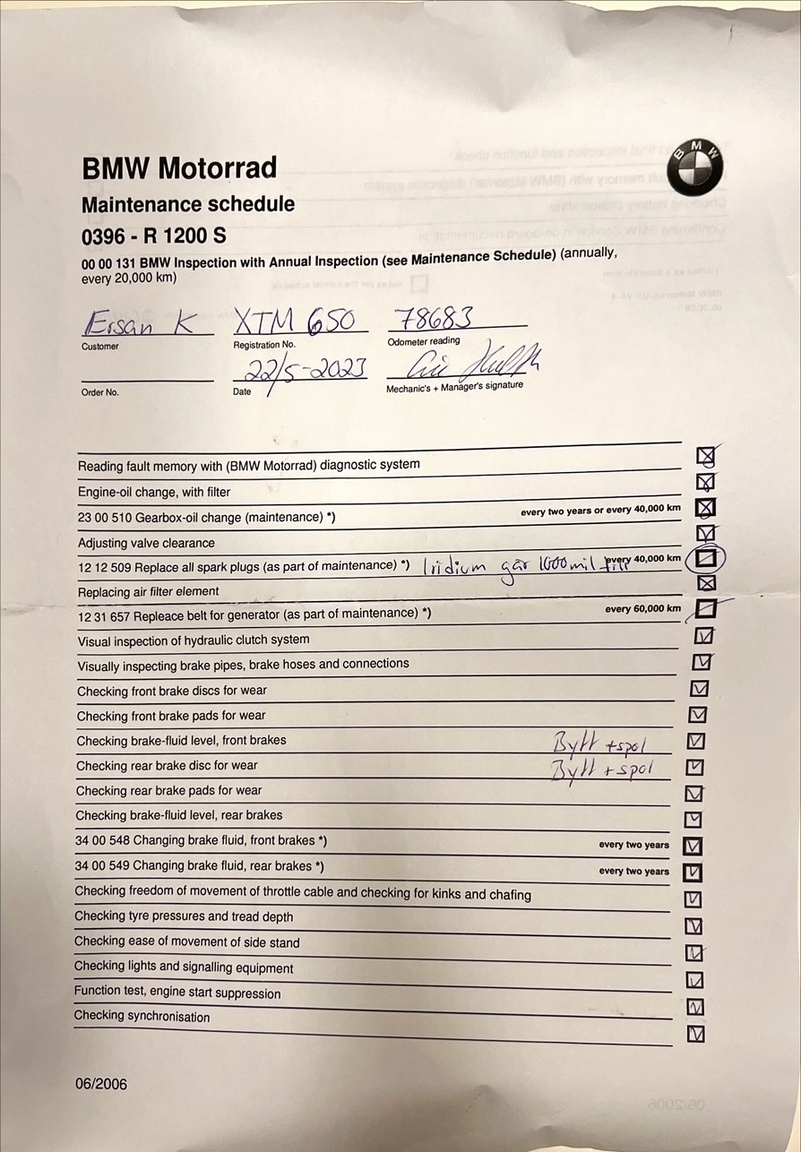 BMW Motorrad
BMW
Maintenance schedule
0396 - R 1200 S
00 00 131 BMW Inspection with Annual Inspection (see Maintenance Schedule) (annually,
every 20,000 km)
Ersan K XTM 650 78683
Customer Registration No. Odometer reading
22/5-2023
Order No. Date Mechanic's + Manager's signature
Reading fault memory with (BMW Motorrad) diagnostic system
Engine-oil change, with filter
23 00 510 Gearbox-oil change (maintenance) *) every two years or every 40,000 km
Adjusting valve clearance
12 12 509 Replace all spark plugs (as part of maintenance) *) Iridium går 1000 mil till every 40,000 km
Replacing air filter element
12 31 657 Repleace belt for generator (as part of maintenance) *) every 60,000 km
Visual inspection of hydraulic clutch system
Visually inspecting brake pipes, brake hoses and connections
Checking front brake discs for wear
Checking front brake pads for wear
Checking brake-fluid level, front brakes Bytt + spol
Checking rear brake disc for wear Bytt + spol
Checking rear brake pads for wear
Checking brake-fluid level, rear brakes
34 00 548 Changing brake fluid, front brakes *) every two years
34 00 549 Changing brake fluid, rear brakes *) every two years
Checking freedom of movement of throttle cable and checking for kinks and chafing
Checking tyre pressures and tread depth
Checking ease of movement of side stand
Checking lights and signalling equipment
Function test, engine start suppression
Checking synchronisation
06/2006